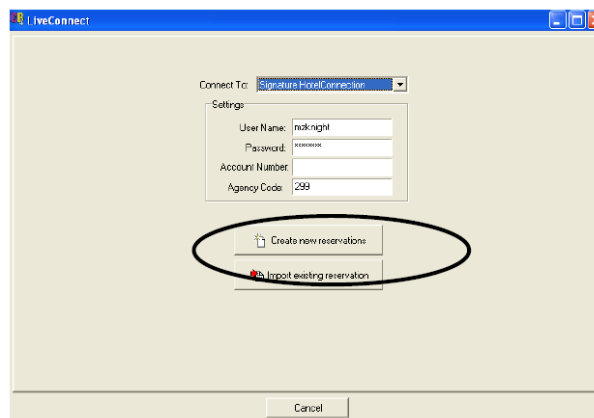 LiveConnect
Connect To: Signature HotelConnection
Settings
User Name: mzknight
Password: ********
Account Number:
Agency Code: 299
Create new reservations
Import existing reservation
Cancel